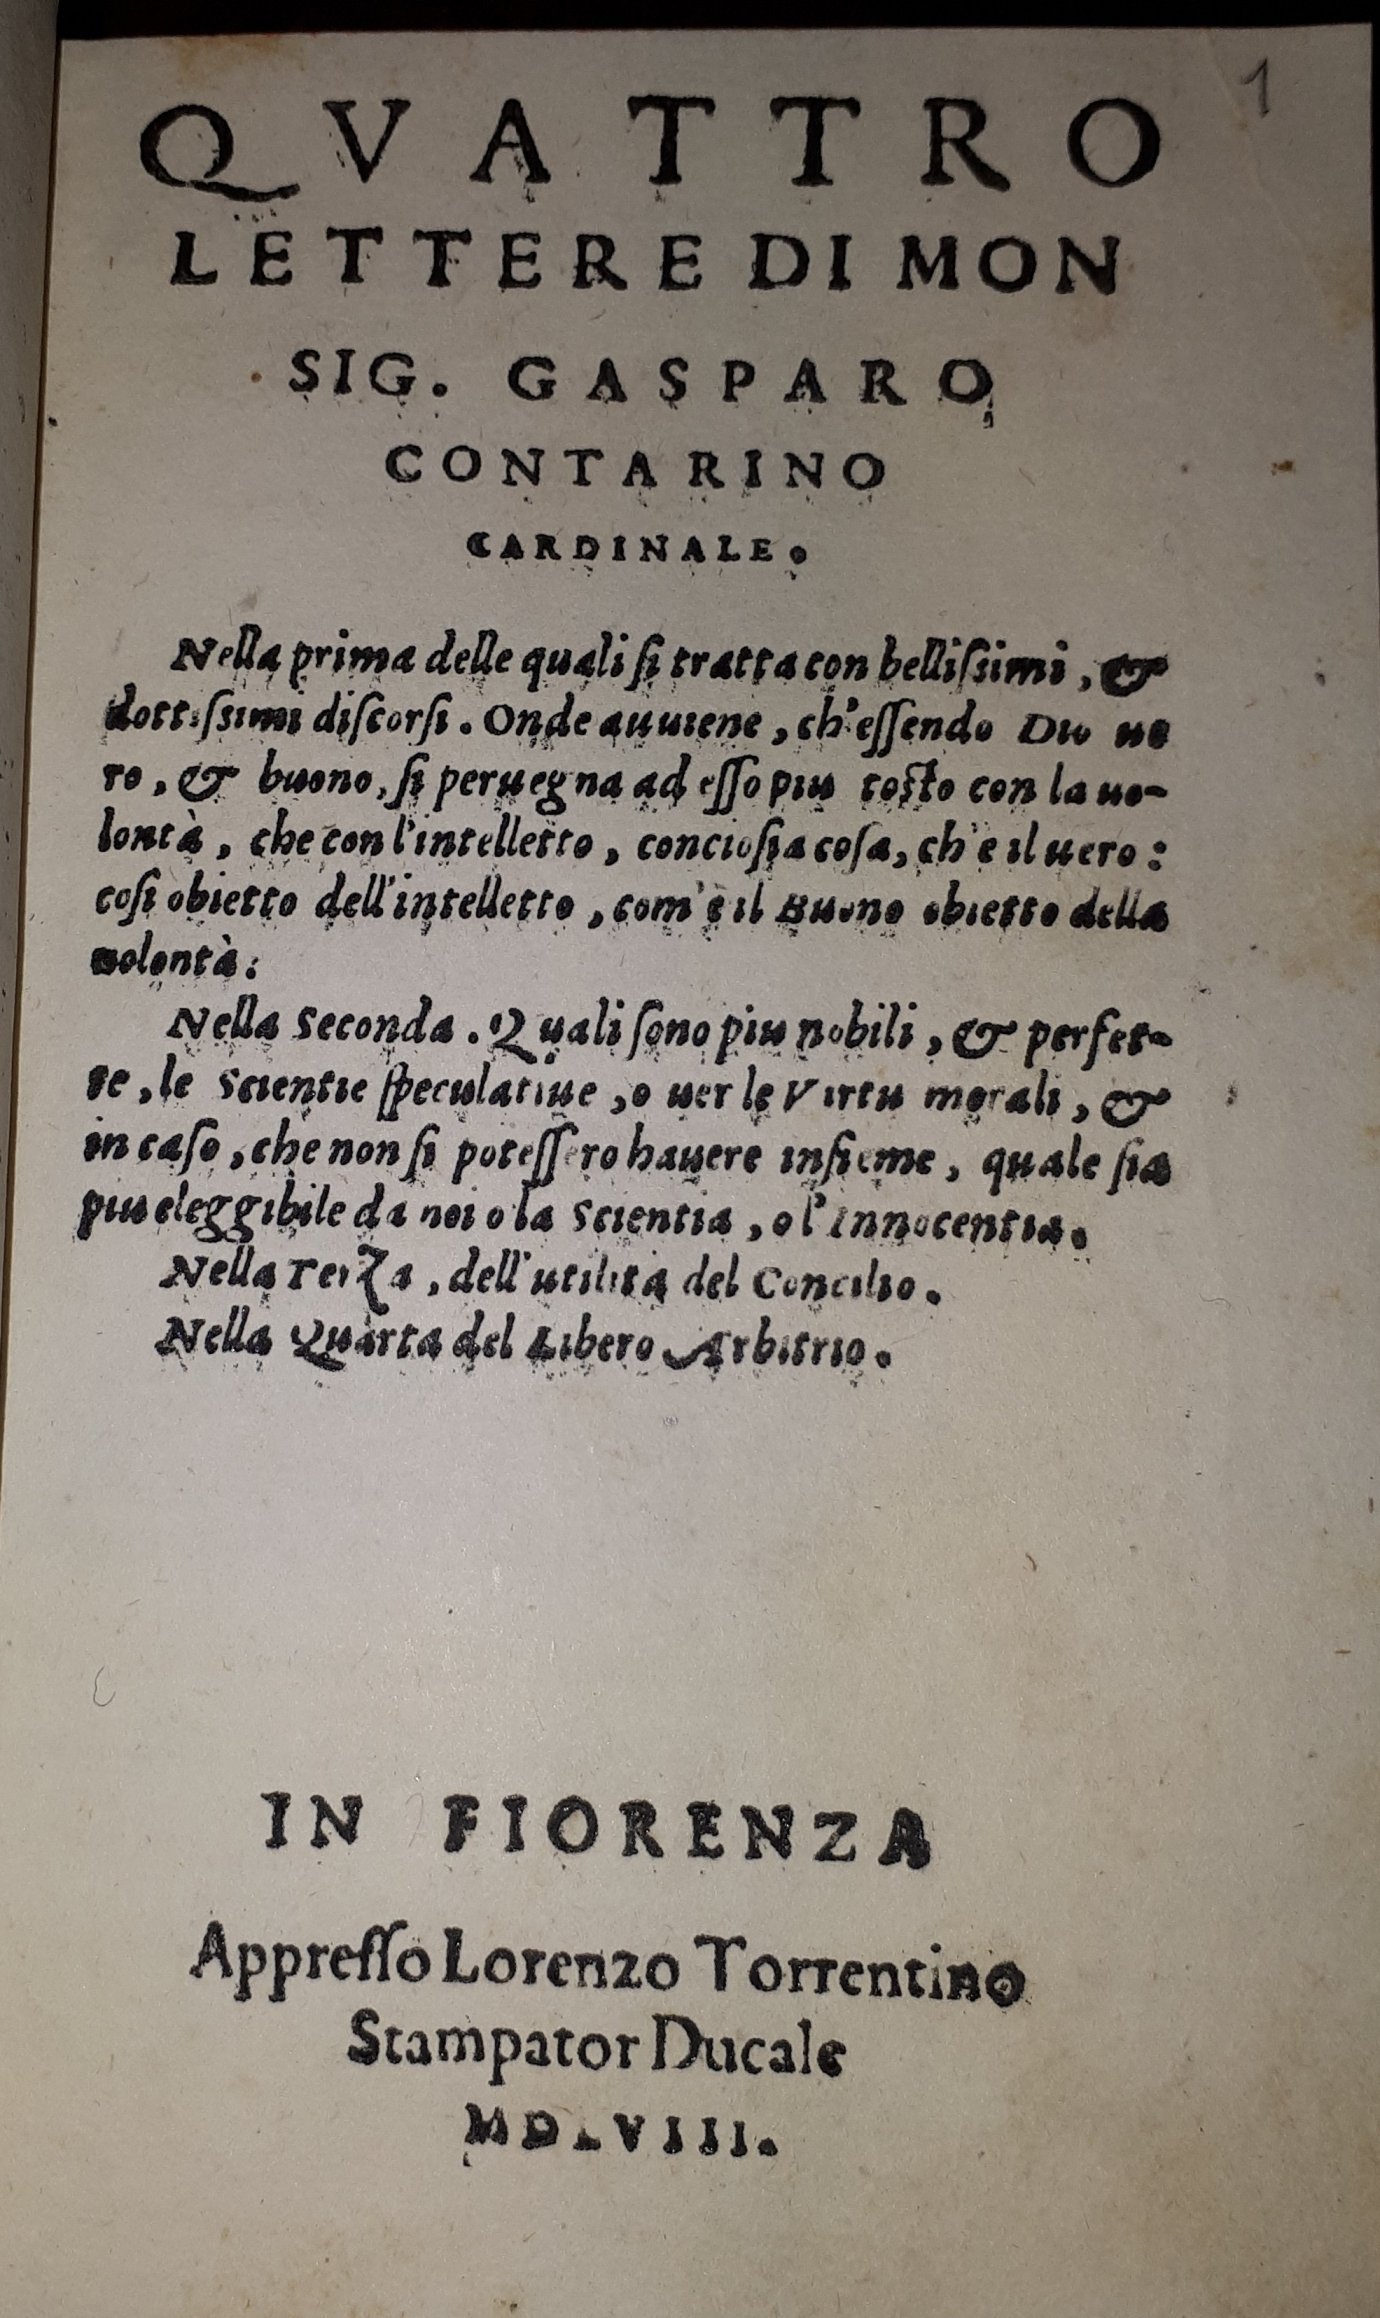 1
QVATTRO
LETTERE DI MON
SIG. GASPARO
CONTARINO
CARDINALE.
Nella prima delle quali si tratta con bellissimi, &
dottissimi discorsi. Onde auuiene, ch'essendo Dio ue
ro, & buono, si peruegna ad esso piu tosto con la uo-
lontà, che con l'intelletto, conciosia cosa, ch'è il uero:
cosi obietto dell'intelletto, com'è il Buono obietto della
uolontà:
Nella Seconda. Quali sono piu nobili, & perfet-
te, le Scientie speculatiue, o uer le Virtu morali, &
in caso, che non si potessero hauere insieme, quale sia
piu eleggibile da noi o la Scientia, o l'Innocentia.
Nella Terza, dell'utilità del Concilio.
Nella Quarta del Libero Arbitrio.
IN FIORENZA
Appresso Lorenzo Torrentino
Stampator Ducale
MDLVIII.